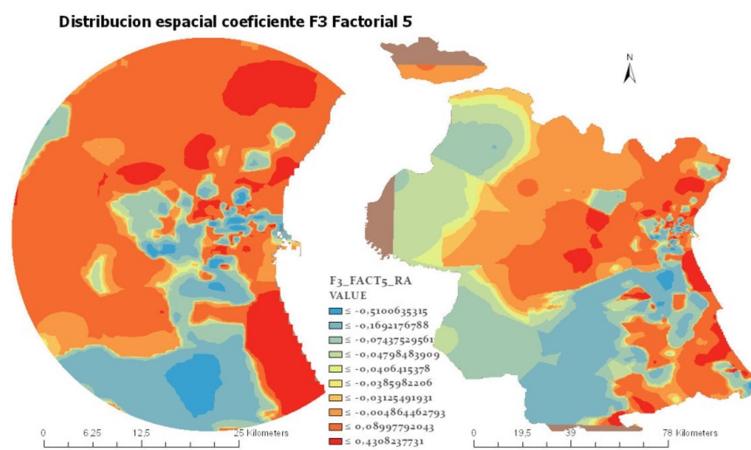 Distribucion espacial coeficiente F3 Factorial 5
N
F3_FACT5_RA
VALUE
≤ -0,5100635315
≤ -0,1692176788
≤ -0,07437529561
≤ -0,04798483909
≤ -0,0406415378
≤ -0,0385982206
≤ -0,03125491931
≤ -0,004864462793
≤ 0,08997792043
≤ 0,4308237731
0 6.25 12.5 25 Kilometers
0 19.5 39 78 Kilometers